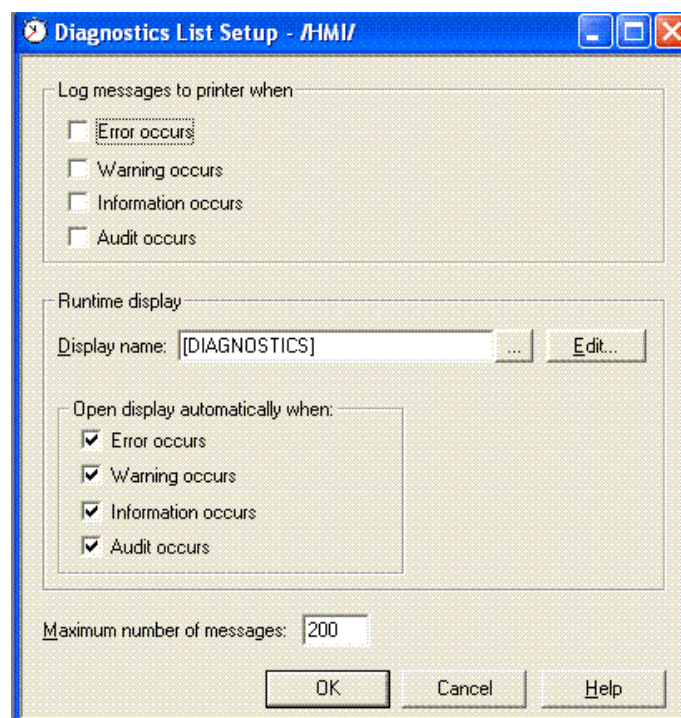 Diagnostics List Setup - /HMI/
Log messages to printer when
Error occurs
Warning occurs
Information occurs
Audit occurs
Runtime display
Display name: [DIAGNOSTICS] ... Edit...
Open display automatically when:
Error occurs
Warning occurs
Information occurs
Audit occurs
Maximum number of messages: 200
OK Cancel Help